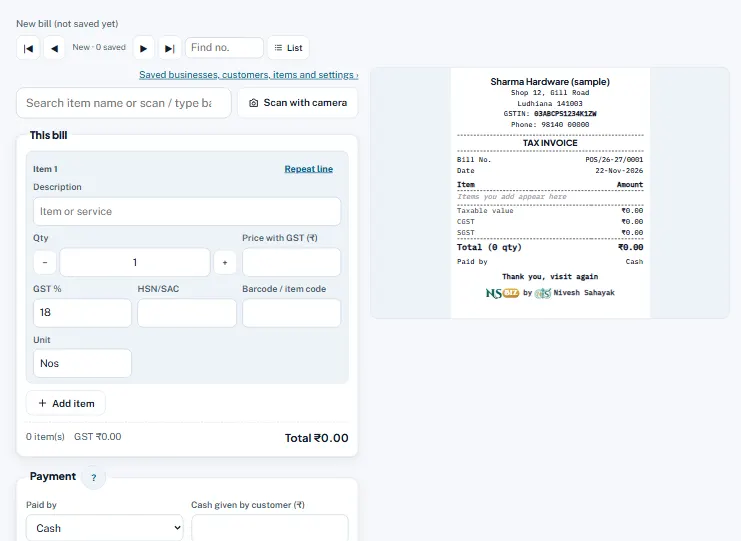 New bill (not saved yet)
New · 0 saved
Find no.
List
Saved businesses, customers, items and settings ›
Search item name or scan / type ba
Scan with camera
This bill
Item 1
Repeat line
Description
Item or service
Qty
Price with GST (₹)
−
1
+
GST %
HSN/SAC
Barcode / item code
18
Unit
Nos
+ Add item
0 item(s) GST ₹0.00
Total ₹0.00
Payment
?
Paid by
Cash given by customer (₹)
Cash
Sharma Hardware (sample)
Shop 12, Gill Road
Ludhiana 141003
GSTIN: 03ABCPS1234K1ZW
Phone: 98140 00000
TAX INVOICE
Bill No. POS/26-27/0001
Date 22-Nov-2026
Item Amount
Items you add appear here
Taxable value ₹0.00
CGST ₹0.00
SGST ₹0.00
Total (0 qty) ₹0.00
Paid by Cash
Thank you, visit again
NS BIZ by NS Nivesh Sahayak